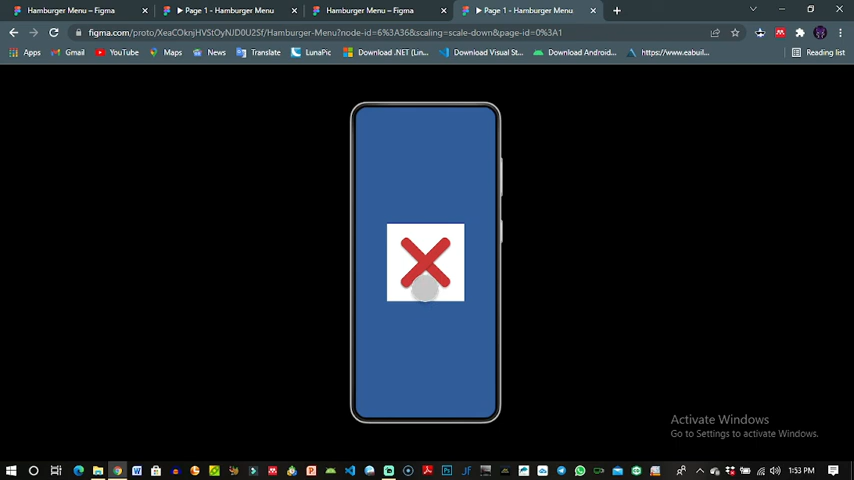 Hamburger Menu – Figma
Page 1 - Hamburger Menu
Hamburger Menu – Figma
Page 1 - Hamburger Menu
figma.com/proto/XeaCOknjHVStOyNJD0U2Sf/Hamburger-Menu?node-id=6%3A36&scaling=scale-down&page-id=0%3A1
Apps Gmail YouTube Maps News Translate LunaPic Download .NET (Lin... Download Visual St... Download Android... https://www.eabuil... Reading list
Activate Windows
Go to Settings to activate Windows.
1:53 PM